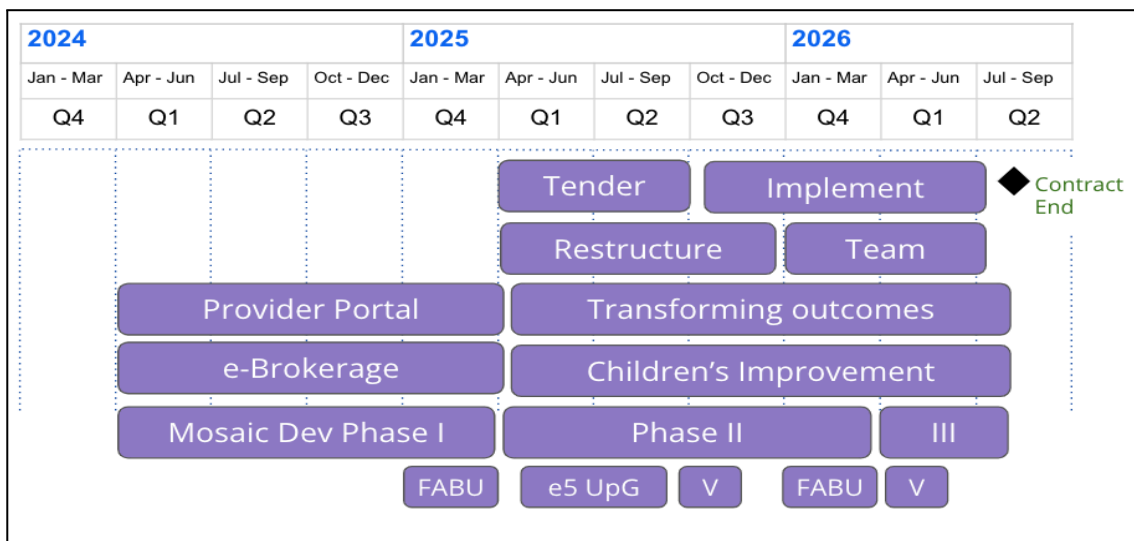 2024 2025 2026
Jan - Mar Apr - Jun Jul - Sep Oct - Dec Jan - Mar Apr - Jun Jul - Sep Oct - Dec Jan - Mar Apr - Jun Jul - Sep
Q4 Q1 Q2 Q3 Q4 Q1 Q2 Q3 Q4 Q1 Q2
Tender Implement Contract
End
Restructure Team
Provider Portal Transforming outcomes
e-Brokerage Children’s Improvement
Mosaic Dev Phase I Phase II III
FABU e5 UpG V FABU V